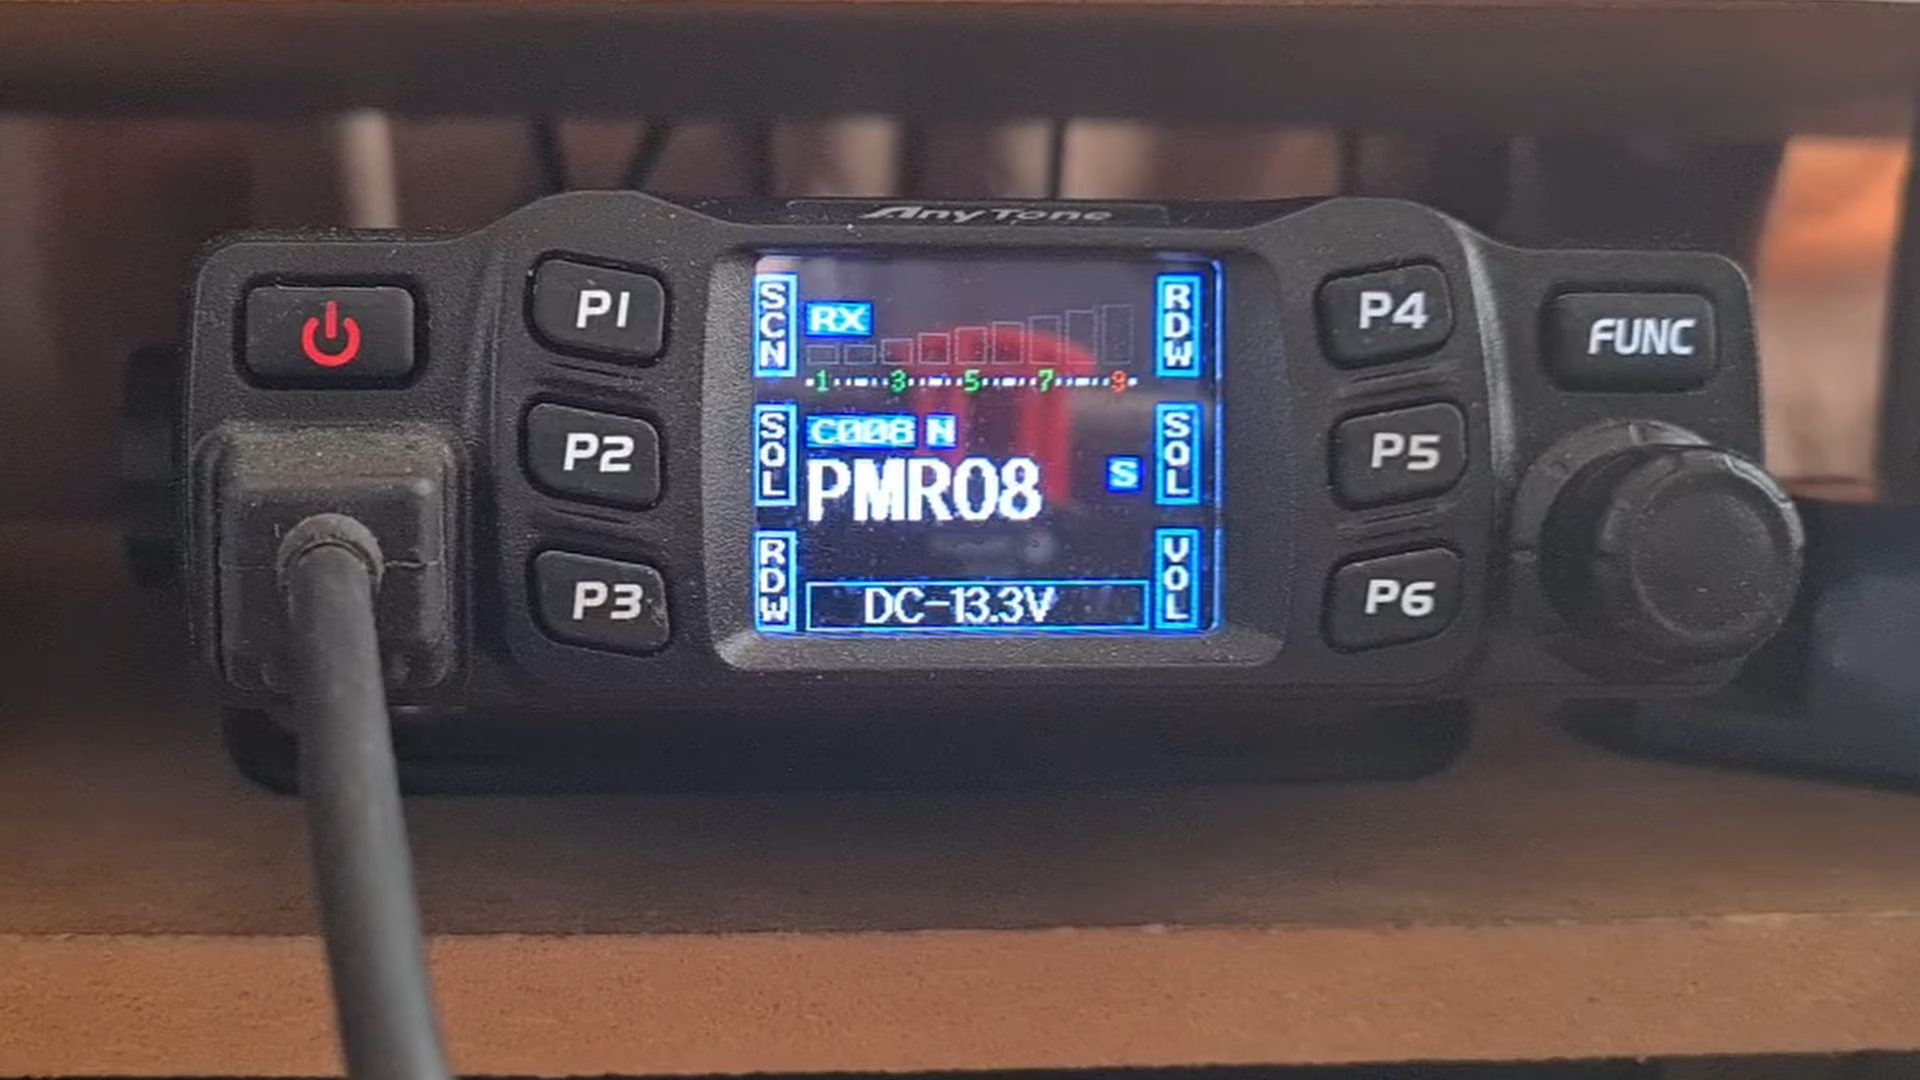 AnyTone
P1
P2
P3
SCN
SQL
RDW
RX
1 3 5 7 9
C008 N
PMR08
S
DC-13.3V
RDW
SQL
VOL
P4
P5
P6
FUNC